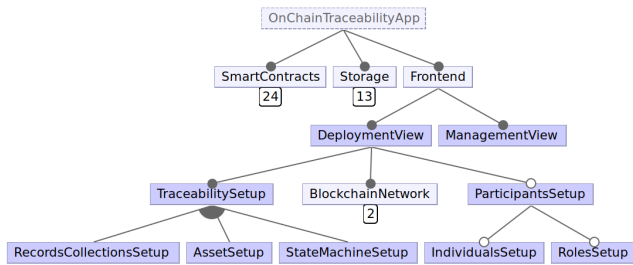 OnChainTraceabilityApp
SmartContracts Storage Frontend
24 13
DeploymentView ManagementView
TraceabilitySetup BlockchainNetwork ParticipantsSetup
2
RecordsCollectionsSetup AssetSetup StateMachineSetup IndividualsSetup RolesSetup